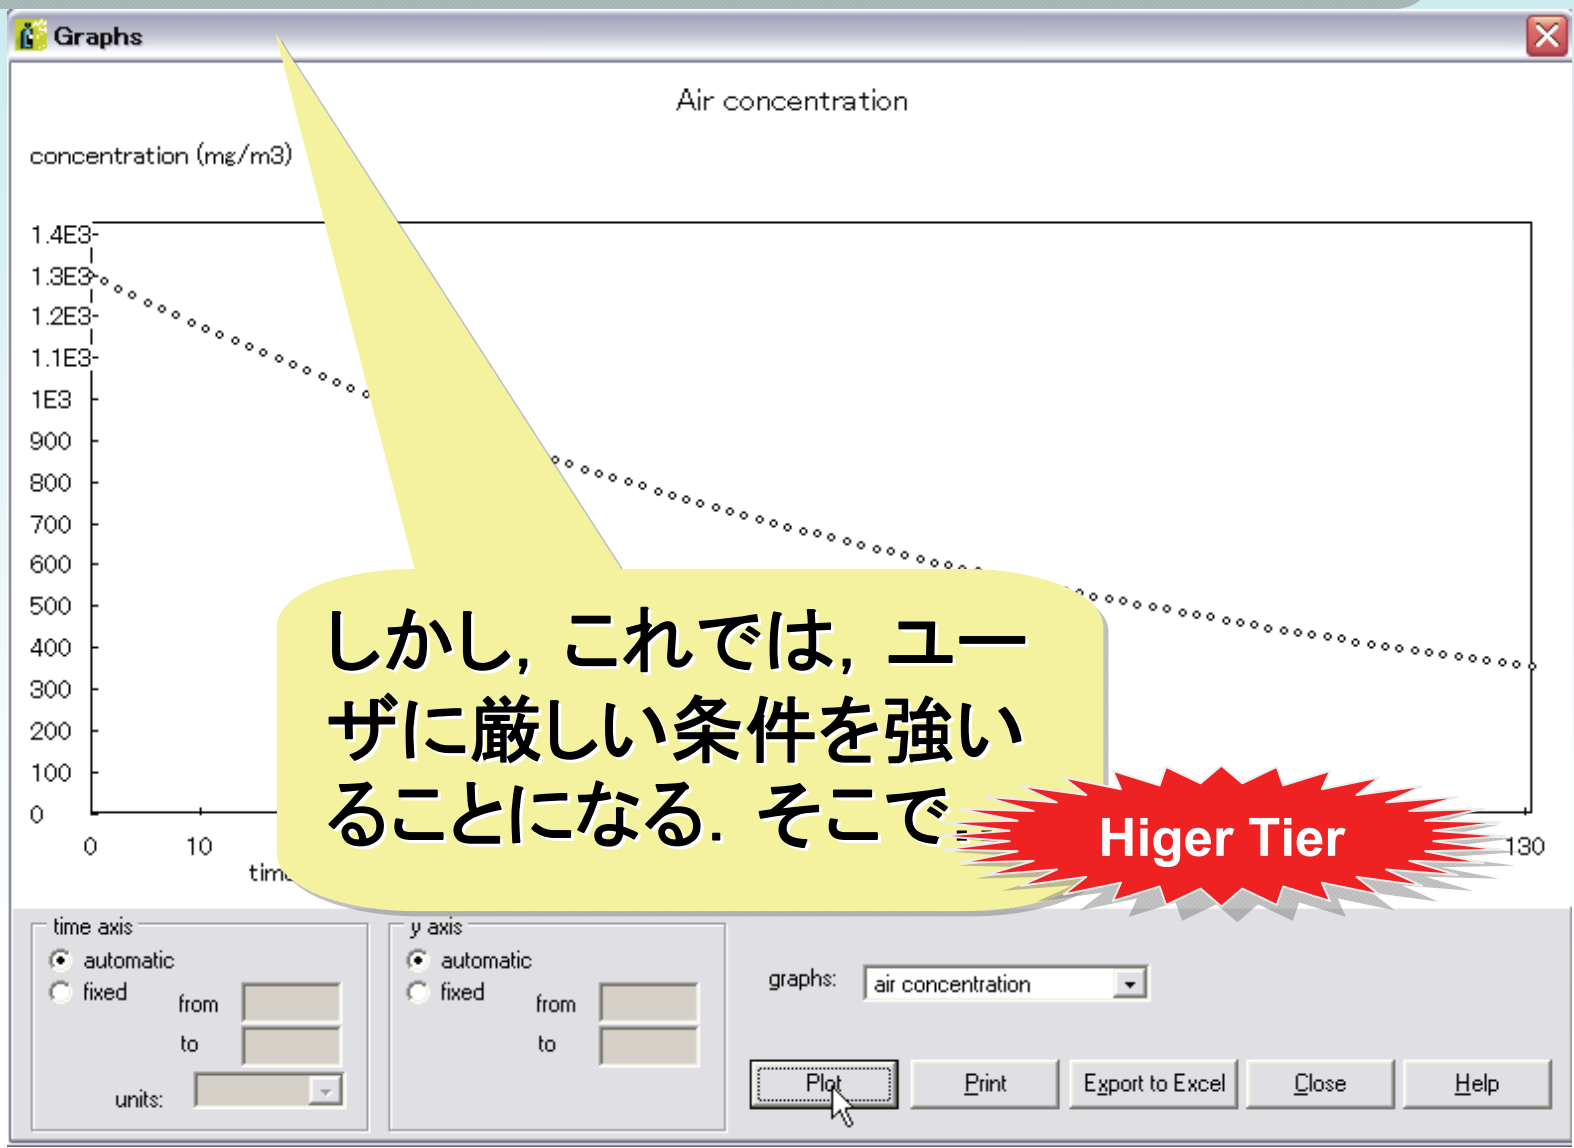 Graphs
Air concentration
concentration (mg/m3)
1.4E3
1.3E3
1.2E3
1.1E3
1E3
900
800
700
600
500
400
300
200
100
0
0 10 130
しかし，これでは，ユー
ザに厳しい条件を強い
ることになる．そこで..
Higer Tier
time axis
automatic
fixed
from
to
units:
y axis
automatic
fixed
from
to
graphs: air concentration
Plot Print Export to Excel Close Help